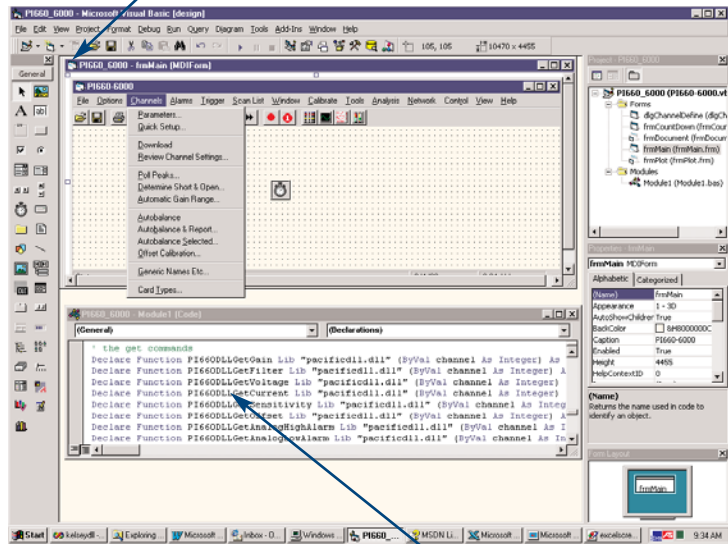 PI660_6000 - Microsoft Visual Basic [design]
File Edit View Project Format Debug Run Query Diagram Tools Add-Ins Window Help
105, 105
10470 x 4455
General
PI660_6000 - frmMain (MDIForm)
PI660-6000
File Options Channels Alarms Trigger Scan List Window Calibrate Tools Analysis Network Control View Help
Parameters...
Quick Setup...
Download
Review Channel Settings...
Poll Peaks...
Determine Short & Open...
Automatic Gain Range...
Autobalance
Autobalance & Report...
Autobalance Selected...
Offset Calibration...
Generic Names Etc...
Card Types...
PI660_6000 - Module1 (Code)
(General)
(Declarations)
' the get commands
Declare Function PI660DLLGetGain Lib "pacificdll.dll" (ByVal channel As Integer) As
Declare Function PI660DLLGetFilter Lib "pacificdll.dll" (ByVal channel As Integer) A
Declare Function PI660DLLGetVoltage Lib "pacificdll.dll" (ByVal channel As Integer)
Declare Function PI660DLLGetCurrent Lib "pacificdll.dll" (ByVal channel As Integer)
Declare Function PI660DLLGetSensitivity Lib "pacificdll.dll" (ByVal channel As Integ
Declare Function PI660DLLGetOffset Lib "pacificdll.dll" (ByVal channel As Integer) A
Declare Function PI660DLLGetAnalogHighAlarm Lib "pacificdll.dll" (ByVal channel As I
Declare Function PI660DLLGetAnalogLowAlarm Lib "pacificdll.dll" (ByVal channel As In
Project - PI660_6000
PI660_6000 (PI660-6000.vb
Forms
dlgChannelDefine (dlgCh
frmCountDown (frmCour
frmDocument (frmDocum
frmMain (frmMain.frm)
frmPlot (frmPlot.frm)
Modules
Module1 (Module1.bas)
Properties - frmMain
frmMain MDIForm
Alphabetic Categorized
(Name) frmMain
Appearance 1 - 3D
AutoShowChildren True
BackColor &H8000000C
Caption PI660-6000
Enabled True
Height 4455
HelpContextID 0
(Name)
Returns the name used in code to
identify an object.
Form Layout
frmMain
Start
kelseydll -...
Exploring ...
Microsoft ...
Inbox - O...
Windows ...
PI660_...
MSDN Li...
Microsoft ...
Microsoft ...
excelscre...
9:34 AM